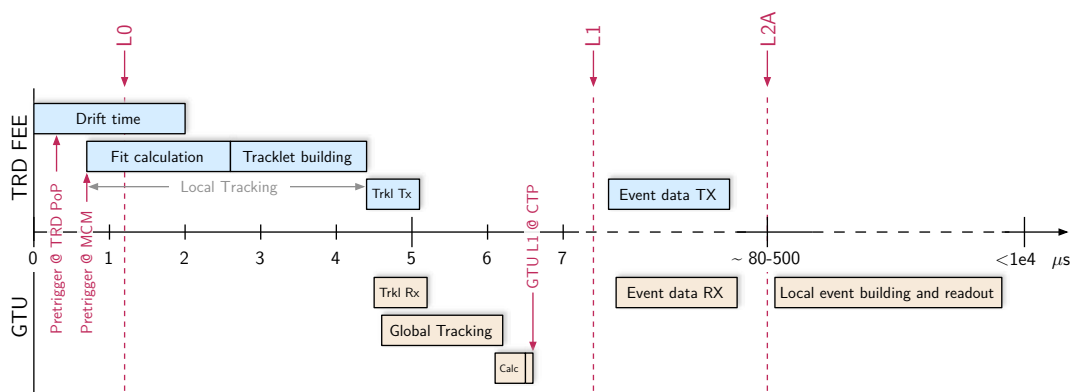 L0
L1
L2A
TRD FEE
Drift time
Fit calculation
Tracklet building
Local Tracking
Trkl Tx
Event data TX
Pretrigger @ TRD PoP
Pretrigger @ MCM
GTU L1 @ CTP
0 1 2 3 4 5 6 7 ~ 80-500 <1e4 μs
GTU
Trkl Rx
Event data RX
Local event building and readout
Global Tracking
Calc